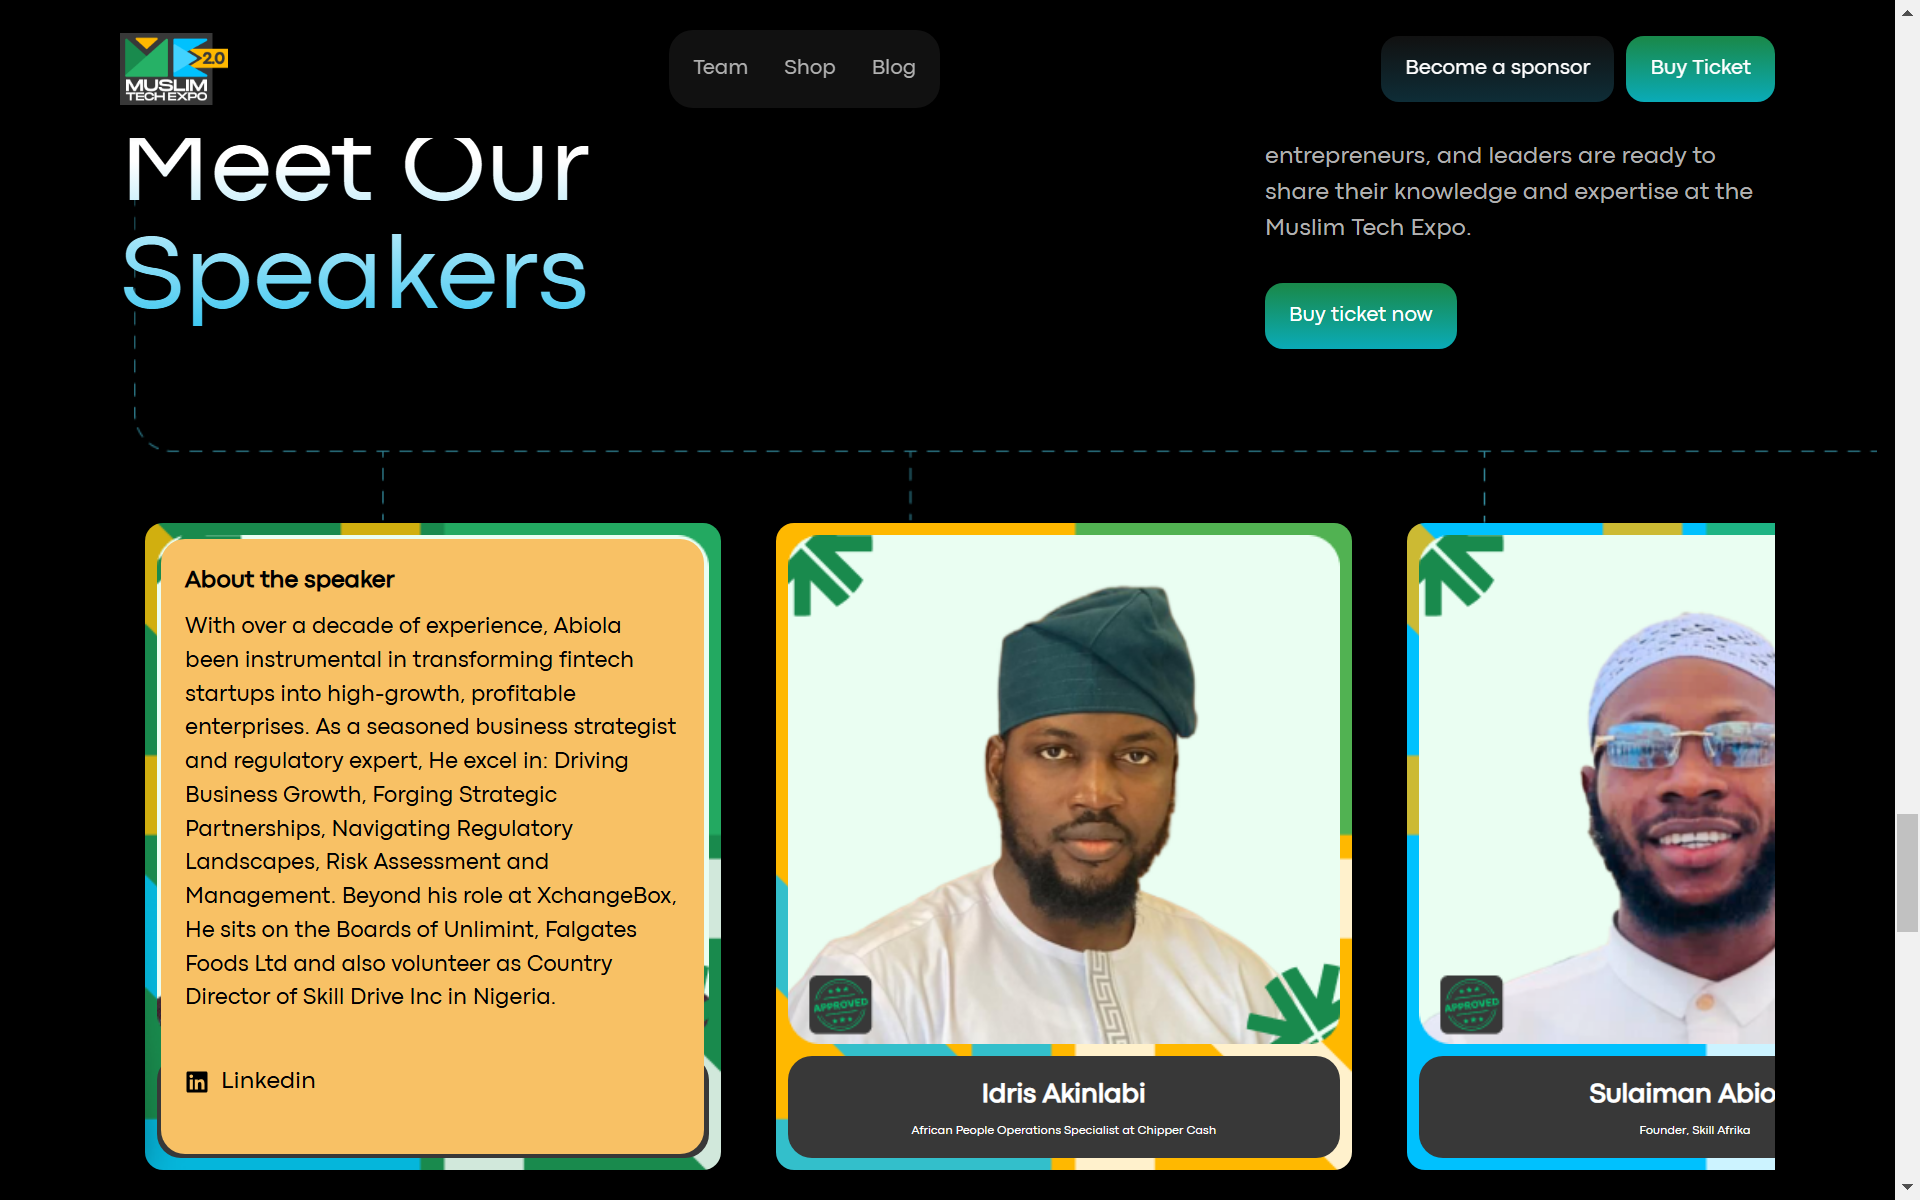 2.0
MUSLIM
TECH EXPO
Team
Shop
Blog
Become a sponsor
Buy Ticket
Meet Our
Speakers
entrepreneurs, and leaders are ready to
share their knowledge and expertise at the
Muslim Tech Expo.
Buy ticket now
About the speaker
With over a decade of experience, Abiola
been instrumental in transforming fintech
startups into high-growth, profitable
enterprises. As a seasoned business strategist
and regulatory expert, He excel in: Driving
Business Growth, Forging Strategic
Partnerships, Navigating Regulatory
Landscapes, Risk Assessment and
Management. Beyond his role at XchangeBox,
He sits on the Boards of Unlimint, Falgates
Foods Ltd and also volunteer as Country
Director of Skill Drive Inc in Nigeria.
Linkedin
APPROVED
Idris Akinlabi
African People Operations Specialist at Chipper Cash
APPROVED
Sulaiman Abio
Founder, Skill Afrika